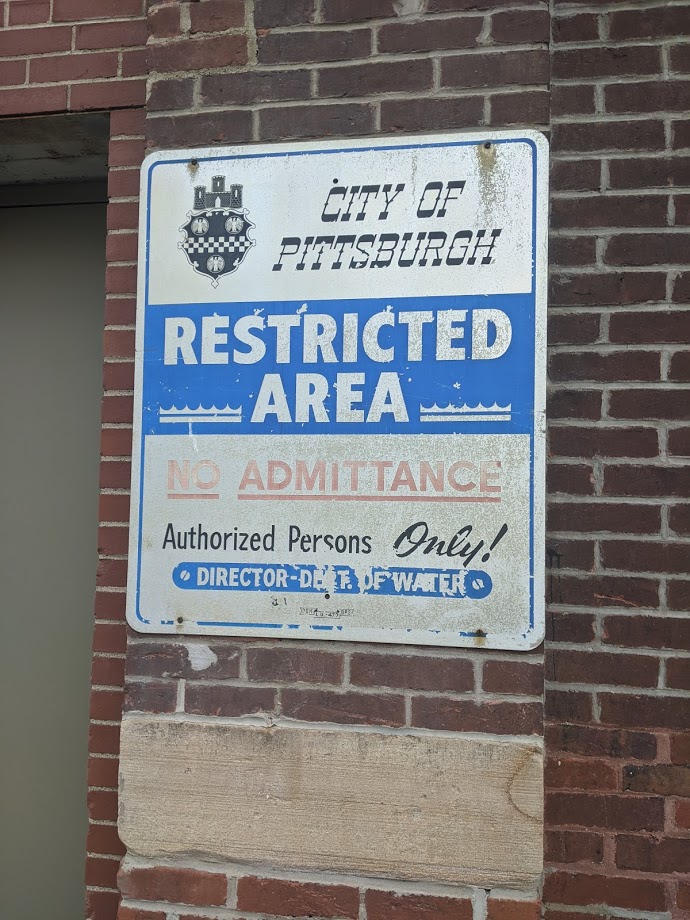 CITY OF
PITTSBURGH
RESTRICTED
AREA
NO ADMITTANCE
Authorized Persons Only!
DIRECTOR-DEPT. OF WATER